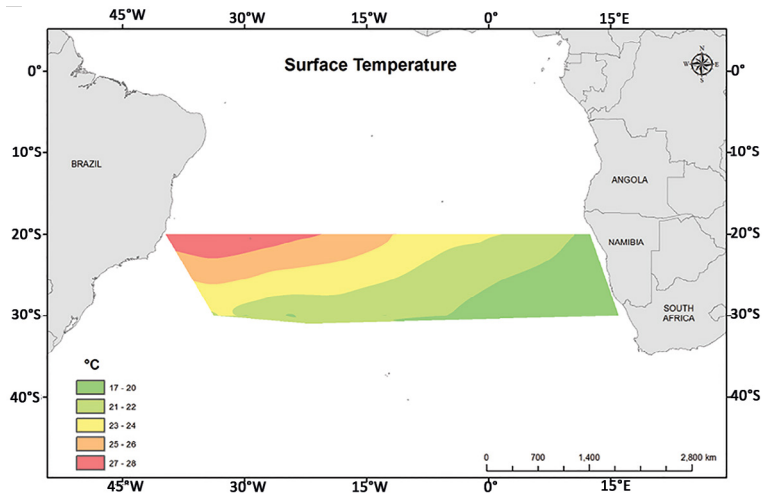 45°W 30°W 15°W 0° 15°E
Surface Temperature
N
W E
S
0° 0°
10°S 10°S
BRAZIL
ANGOLA
20°S 20°S
NAMIBIA
30°S 30°S
SOUTH
AFRICA
°C
17 - 20
21 - 22
23 - 24
25 - 26
27 - 28
40°S 40°S
0 700 1,400 2,800 km
45°W 30°W 15°W 0° 15°E